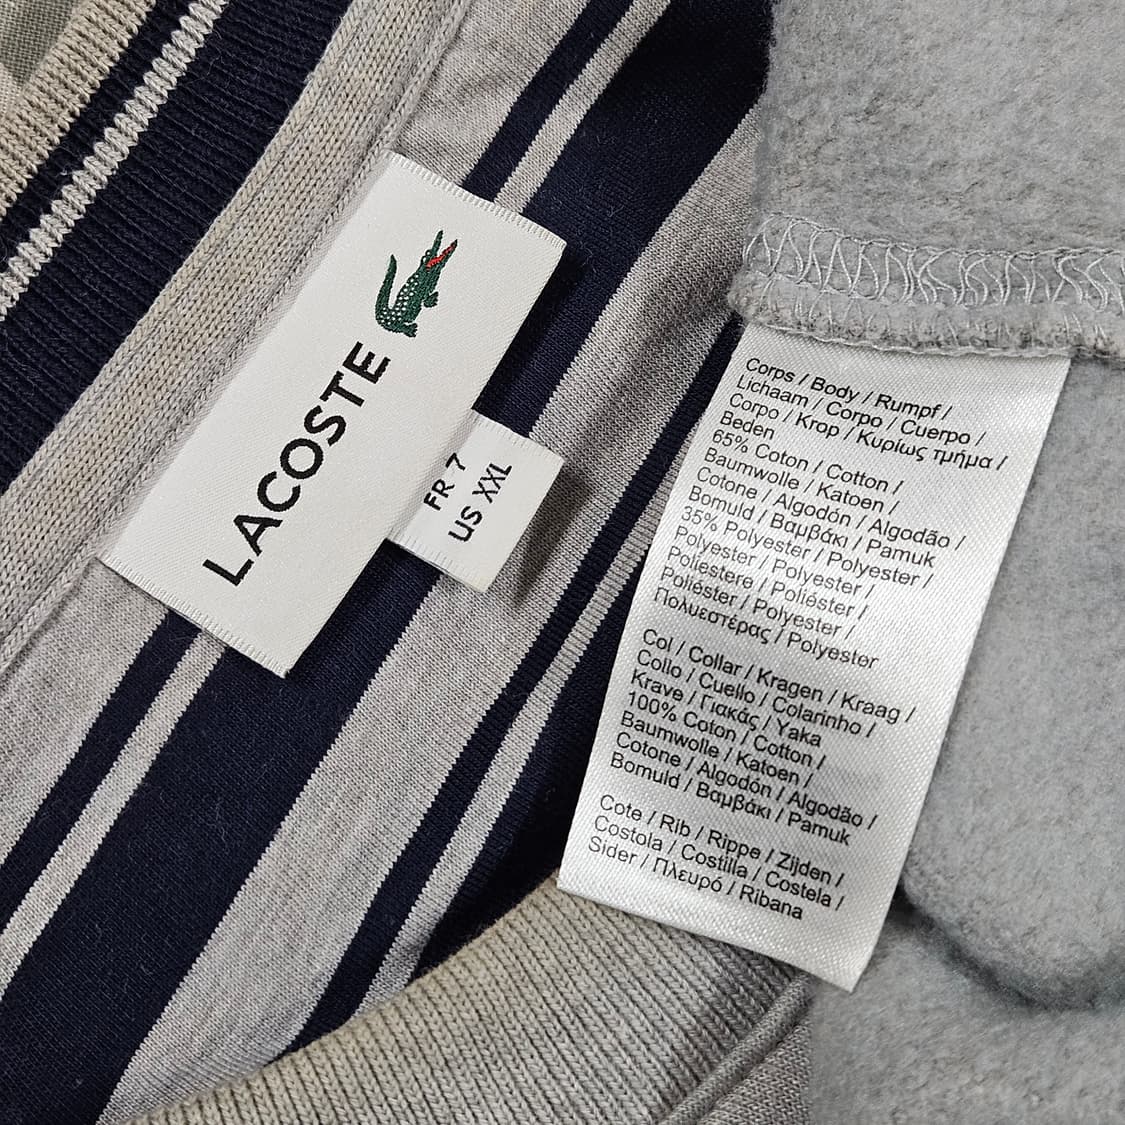 LACOSTE
FR 7
US XXL
Corps / Body / Rumpf /
Lichaam / Corpo / Cuerpo /
Corpo / Krop / Κυρίως τμήμα /
Beden
65% Coton / Cotton /
Baumwolle / Katoen /
Cotone / Algodón / Algodão /
Bomuld / Βαμβάκι / Pamuk
35% Polyester / Polyester /
Polyester / Polyester /
Poliestere / Poliéster /
Poliéster / Polyester /
Πολυεστέρας / Polyester
Col / Collar / Kragen / Kraag /
Collo / Cuello / Colarinho /
Krave / Γιακάς / Yaka
100% Coton / Cotton /
Baumwolle / Katoen /
Cotone / Algodón / Algodão /
Bomuld / Βαμβάκι / Pamuk
Cote / Rib / Rippe / Zijden /
Costola / Costilla / Costela /
Sider / Πλευρό / Ribana